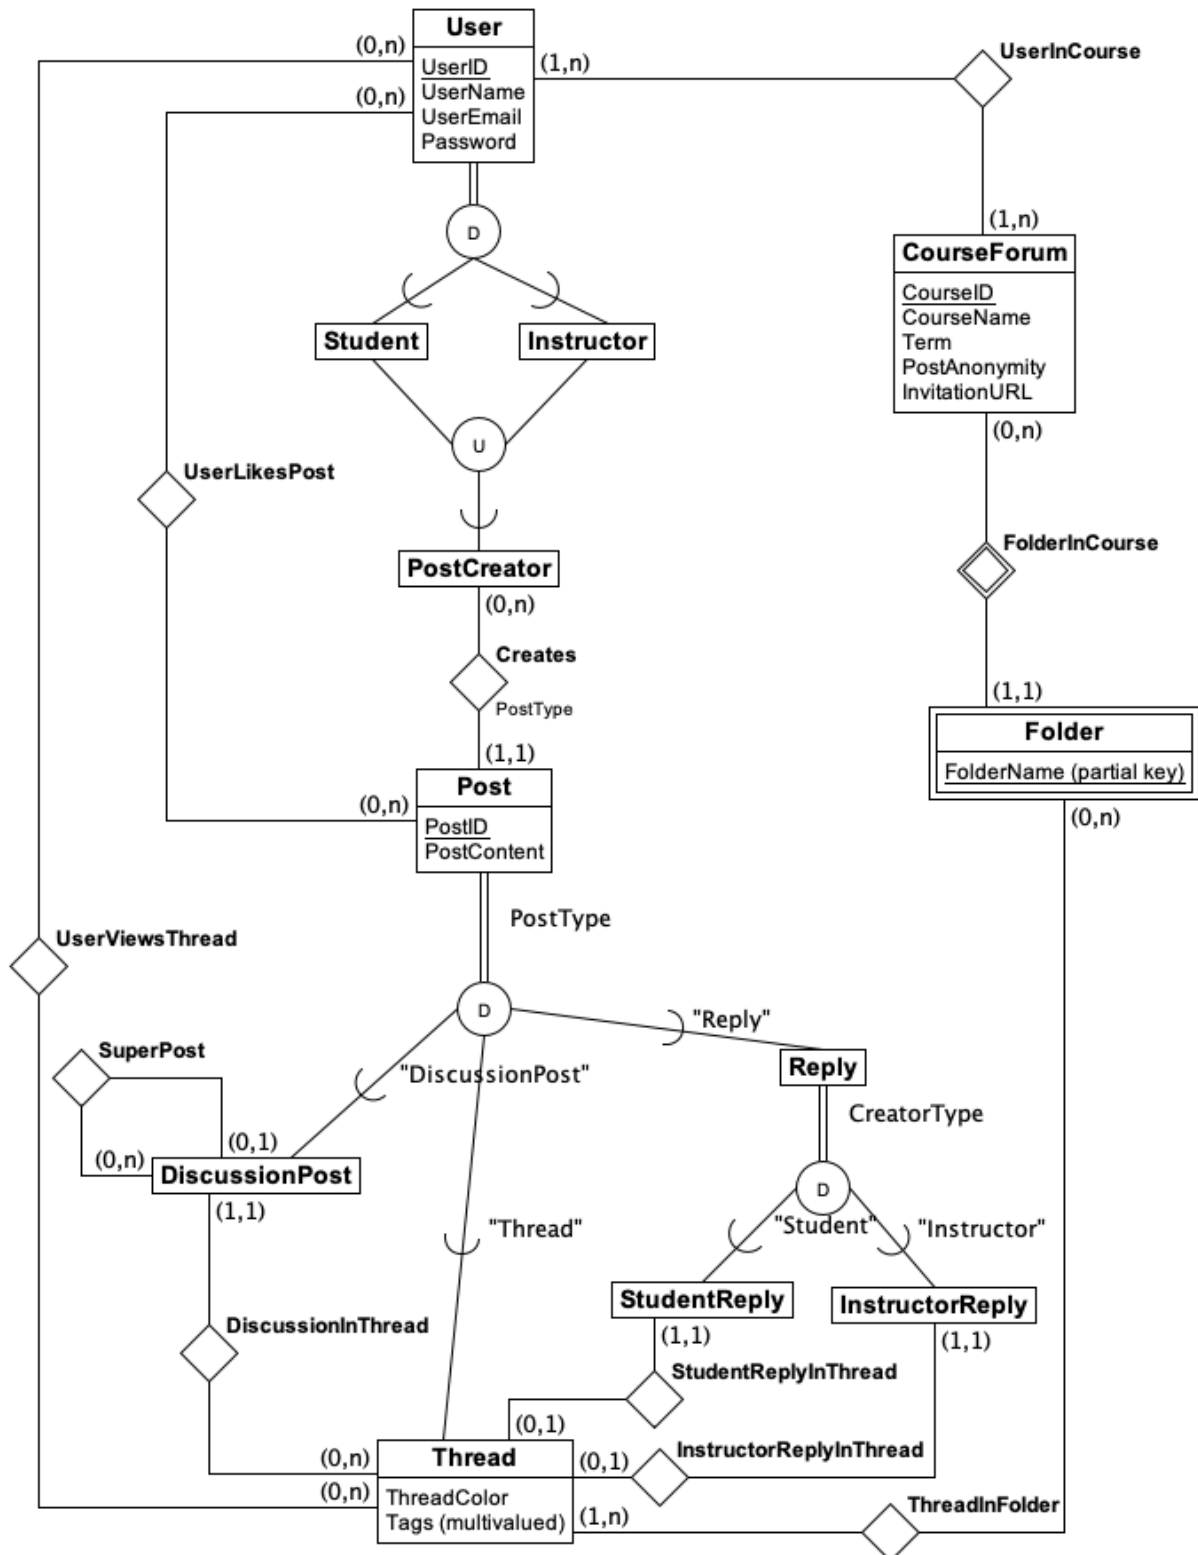 User
(0,n)
UserID
UserName
UserEmail
Password
(1,n)
UserInCourse
(0,n)
D
(1,n)
CourseForum
CourseID
CourseName
Term
PostAnonymity
InvitationURL
Student
Instructor
(0,n)
U
UserLikesPost
FolderInCourse
PostCreator
(0,n)
Creates
PostType
(1,1)
(1,1)
Folder
FolderName (partial key)
(0,n)
Post
PostID
PostContent
(0,n)
PostType
UserViewsThread
D
"Reply"
SuperPost
"DiscussionPost"
Reply
CreatorType
(0,1)
(0,n)
DiscussionPost
(1,1)
D
"Student"
"Instructor"
"Thread"
StudentReply
InstructorReply
(1,1)
(1,1)
DiscussionInThread
StudentReplyInThread
(0,1)
(0,n)
Thread
(0,1)
InstructorReplyInThread
(0,n)
ThreadColor
Tags (multivalued)
(1,n)
ThreadInFolder